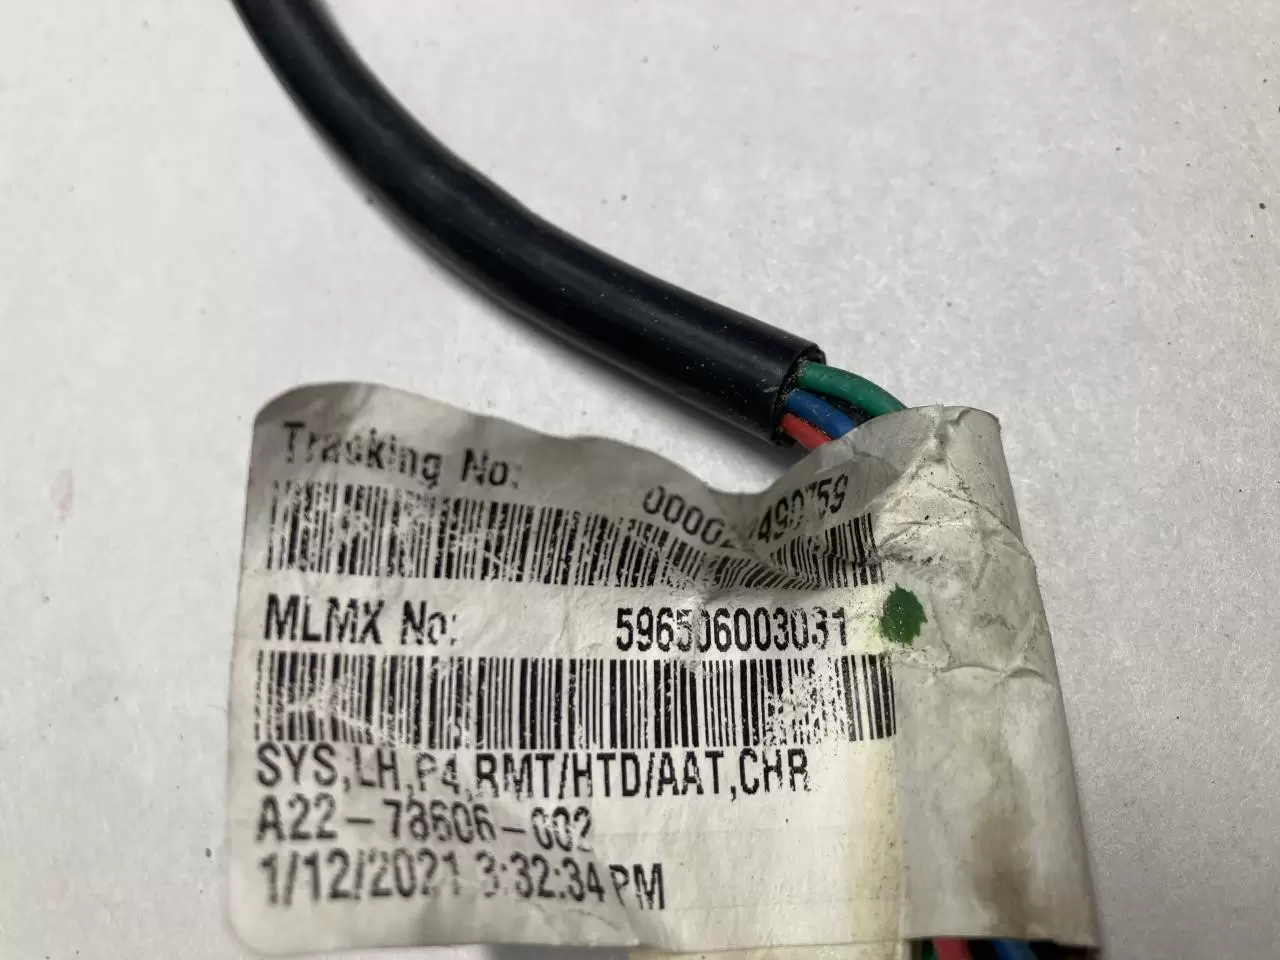 Tracking No:
MLMX No: 596506003031
SYS,LH,P4,RMT/HTD/AAT,CHR
A22-73606-002
1/12/2021 3:32:34 PM